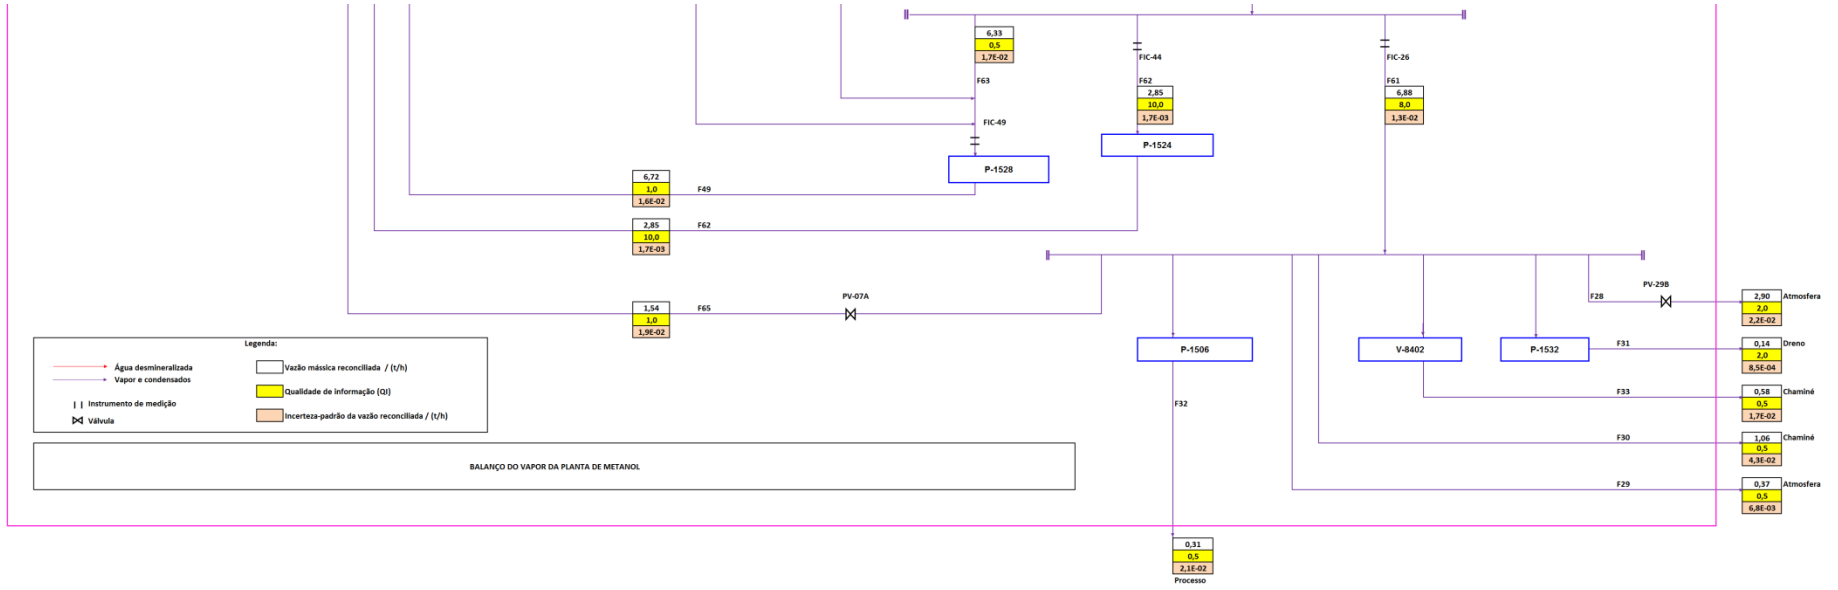 6,33
0,5
1,7E-02
F63
FIC-44
F62
2,85
10,0
1,7E-03
FIC-26
F61
6,88
8,0
1,3E-02
FIC-49
P-1528
P-1524
6,72
1,0
1,6E-02
F49
2,85
10,0
1,7E-03
F62
1,54
1,0
1,9E-02
F65
PV-07A
F28
PV-29B
2,90
2,0
2,2E-02
Atmosfera
P-1506
V-8402
P-1532
F31
0,14
2,0
8,5E-04
Dreno
F33
0,58
0,5
1,7E-02
Chaminé
F32
F30
1,06
0,5
4,3E-02
Chaminé
F29
0,37
0,5
6,8E-03
Atmosfera
0,31
0,5
2,1E-02
Processo
Legenda:
Água desmineralizada
Vapor e condensados
Instrumento de medição
Válvula
Vazão mássica reconciliada / (t/h)
Qualidade de informação (QI)
Incerteza-padrão da vazão reconciliada / (t/h)
BALANÇO DO VAPOR DA PLANTA DE METANOL